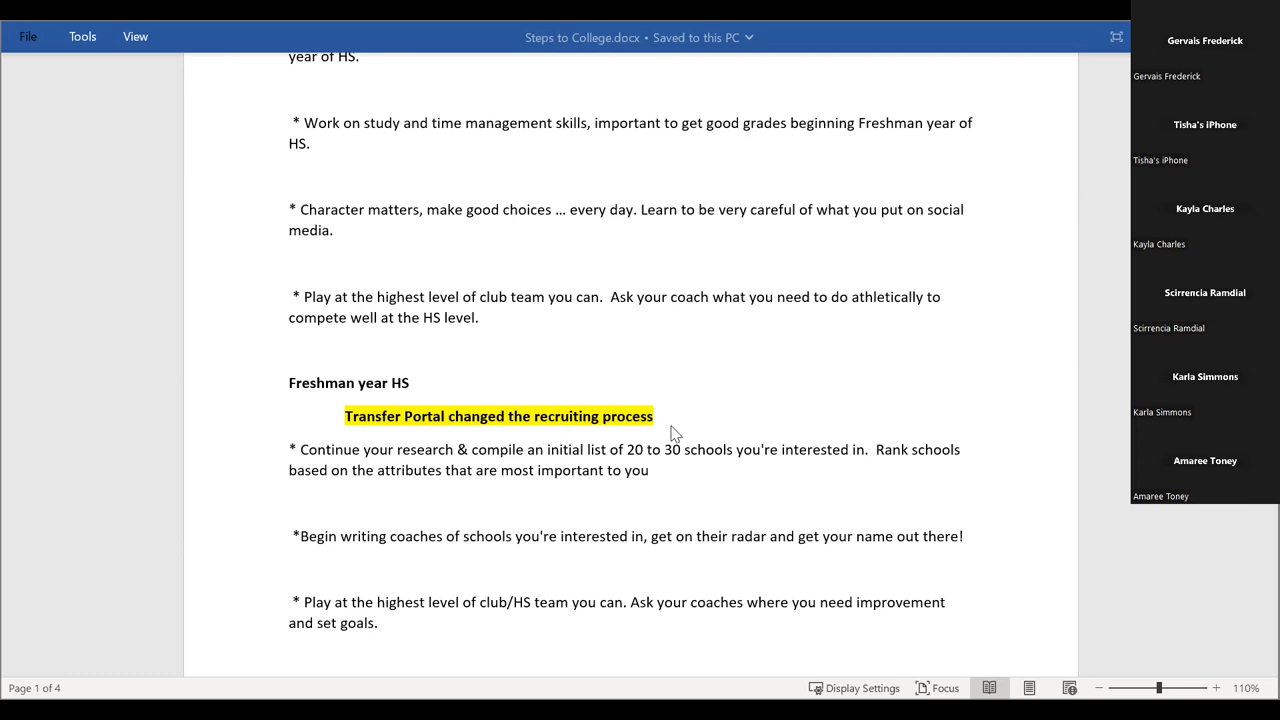 File Tools View Steps to College.docx • Saved to this PC
year of HS.
* Work on study and time management skills, important to get good grades beginning Freshman year of
HS.
* Character matters, make good choices … every day. Learn to be very careful of what you put on social
media.
* Play at the highest level of club team you can.  Ask your coach what you need to do athletically to
compete well at the HS level.
Freshman year HS
Transfer Portal changed the recruiting process
* Continue your research & compile an initial list of 20 to 30 schools you're interested in.  Rank schools
based on the attributes that are most important to you
*Begin writing coaches of schools you're interested in, get on their radar and get your name out there!
* Play at the highest level of club/HS team you can. Ask your coaches where you need improvement
and set goals.
Page 1 of 4 Display Settings Focus 110%
Gervais Frederick
Gervais Frederick
Tisha's iPhone
Tisha's iPhone
Kayla Charles
Kayla Charles
Scirrencia Ramdial
Scirrencia Ramdial
Karla Simmons
Karla Simmons
Amaree Toney
Amaree Toney